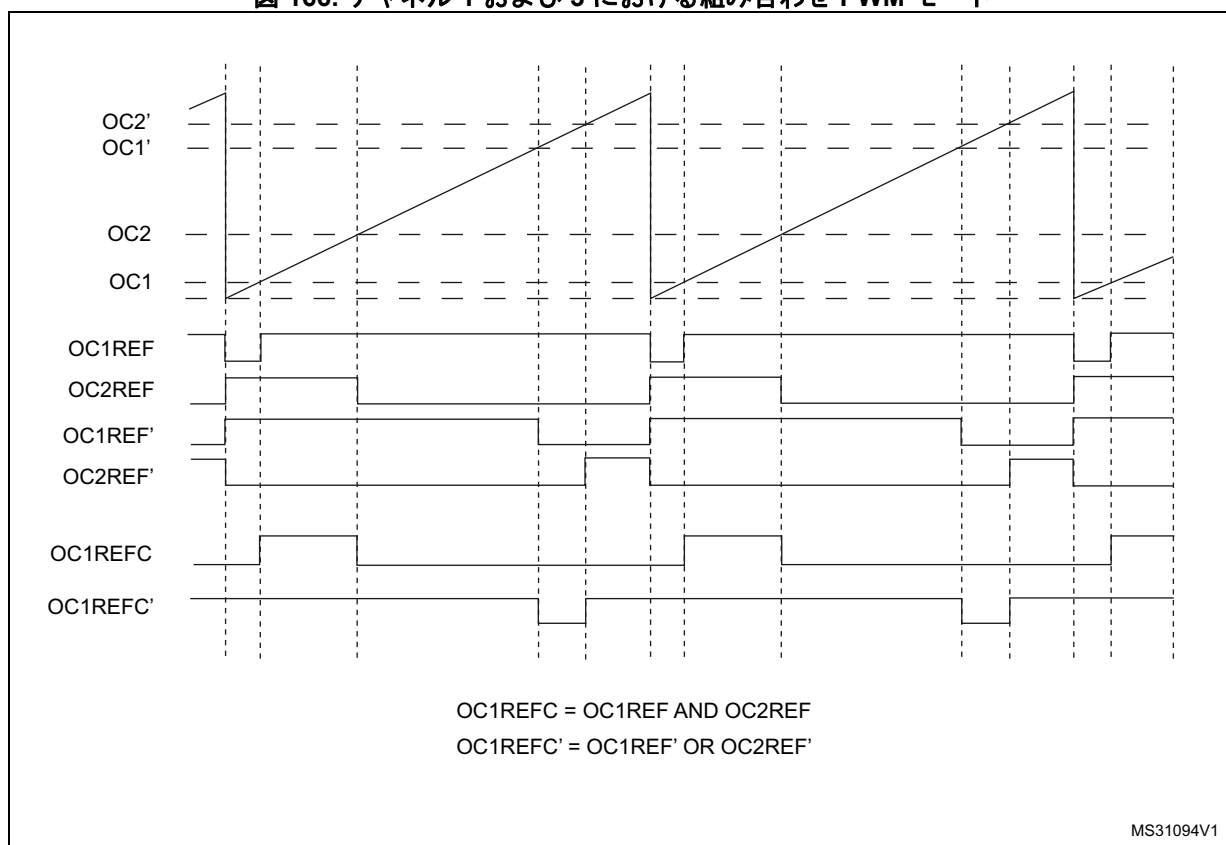 OC2’
OC1’
OC2
OC1
OC1REF
OC2REF
OC1REF’
OC2REF’
OC1REFC
OC1REFC’
OC1REFC = OC1REF AND OC2REF
OC1REFC’ = OC1REF’ OR OC2REF’
MS31094V1